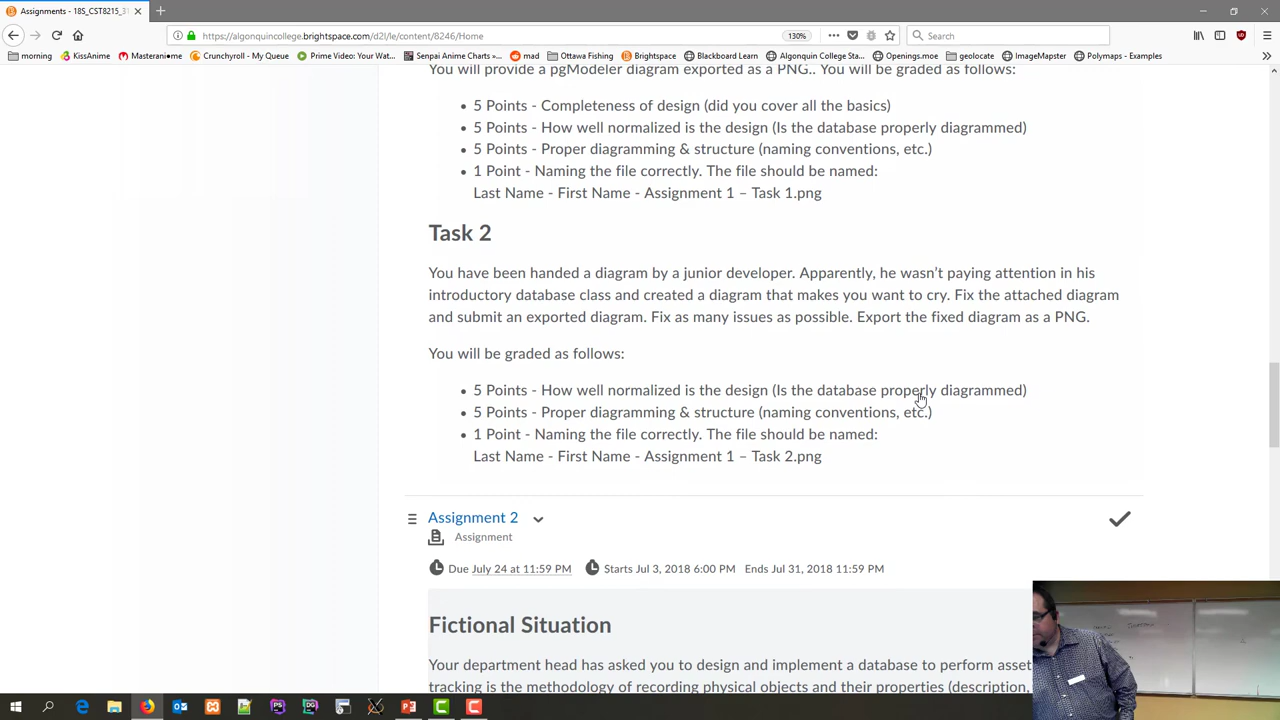 Assignments - 18S_CST8215_31
https://algonquincollege.brightspace.com/d2l/le/content/8246/Home
130%
Search
morning
KissAnime
Masterani●me
Crunchyroll - My Queue
Prime Video: Your Wat...
Senpai Anime Charts »...
mad
Ottawa Fishing
Brightspace
Blackboard Learn
Algonquin College Stu...
Openings.moe
geolocate
ImageMapster
Polymaps - Examples
You will provide a pgModeler diagram exported as a PNG.. You will be graded as follows:
• 5 Points - Completeness of design (did you cover all the basics)
• 5 Points - How well normalized is the design (Is the database properly diagrammed)
• 5 Points - Proper diagramming & structure (naming conventions, etc.)
• 1 Point - Naming the file correctly. The file should be named:
Last Name - First Name - Assignment 1 – Task 1.png
Task 2
You have been handed a diagram by a junior developer. Apparently, he wasn't paying attention in his
introductory database class and created a diagram that makes you want to cry. Fix the attached diagram
and submit an exported diagram. Fix as many issues as possible. Export the fixed diagram as a PNG.
You will be graded as follows:
• 5 Points - How well normalized is the design (Is the database properly diagrammed)
• 5 Points - Proper diagramming & structure (naming conventions, etc.)
• 1 Point - Naming the file correctly. The file should be named:
Last Name - First Name - Assignment 1 – Task 2.png
Assignment 2
Assignment
Due July 24 at 11:59 PM
Starts Jul 3, 2018 6:00 PM
Ends Jul 31, 2018 11:59 PM
Fictional Situation
Your department head has asked you to design and implement a database to perform asset
tracking is the methodology of recording physical objects and their properties (description,